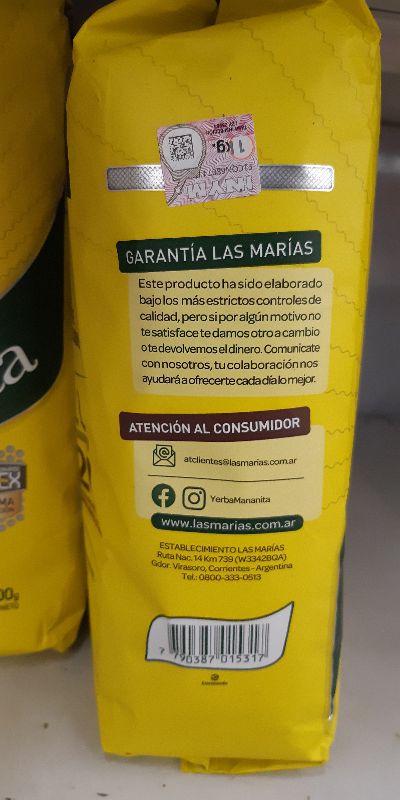 1 Kg.
INYM
GARANTÍA LAS MARÍAS
Este producto ha sido elaborado
bajo los más estrictos controles de
calidad, pero si por algún motivo no
te satisface te damos otro a cambio
o te devolvemos el dinero. Comunicate
con nosotros, tu colaboración nos
ayudará a ofrecerte cada día lo mejor.
ATENCIÓN AL CONSUMIDOR
atclientes@lasmarias.com.ar
YerbaMananita
www.lasmarias.com.ar
ESTABLECIMIENTO LAS MARÍAS
Ruta Nac. 14 Km 739 (W3342BQA)
Gdor. Virasoro, Corrientes - Argentina
Tel.: 0800-333-0513
7 790387 015317